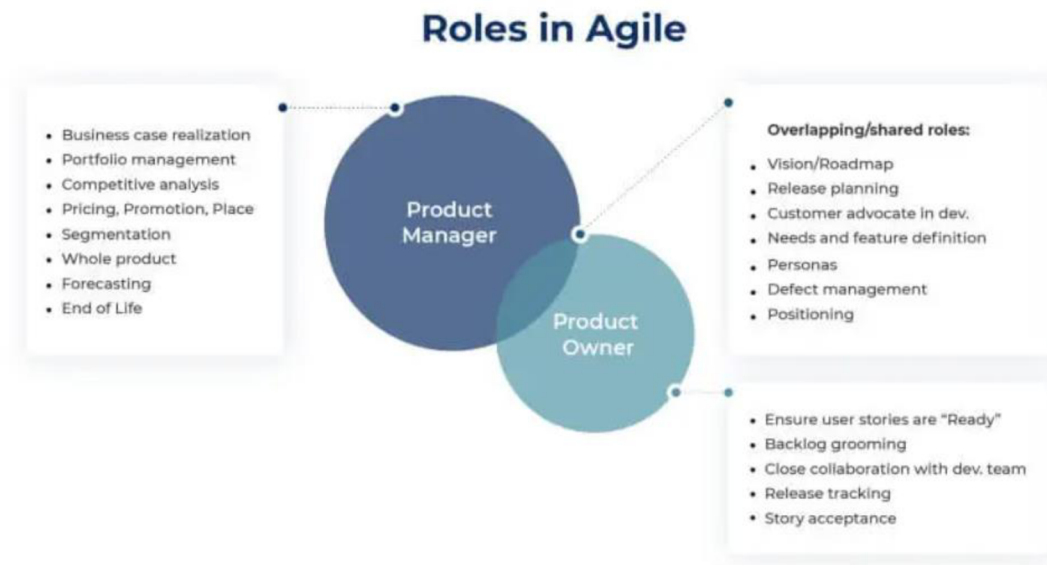 Roles in Agile
Business case realization
Portfolio management
Competitive analysis
Pricing, Promotion, Place
Segmentation
Whole product
Forecasting
End of Life
Product
Manager
Product
Owner
Overlapping/shared roles:
Vision/Roadmap
Release planning
Customer advocate in dev.
Needs and feature definition
Personas
Defect management
Positioning
Ensure user stories are “Ready”
Backlog grooming
Close collaboration with dev. team
Release tracking
Story acceptance